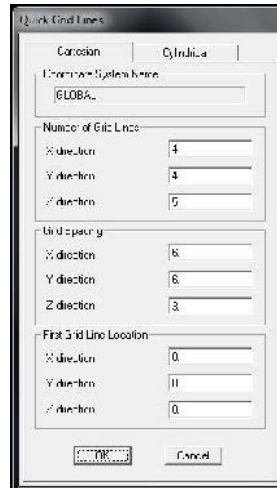 Quick Grid Lines
Cartesian Cylindrical
Coordinate System Name
GLOBAL
Number of Grid Lines
X direction 4
Y direction 4
Z direction 5
Grid Spacing
X direction 6.
Y direction 6.
Z direction 3.
First Grid Line Location
X direction 0.
Y direction 0.
Z direction 0.
OK Cancel